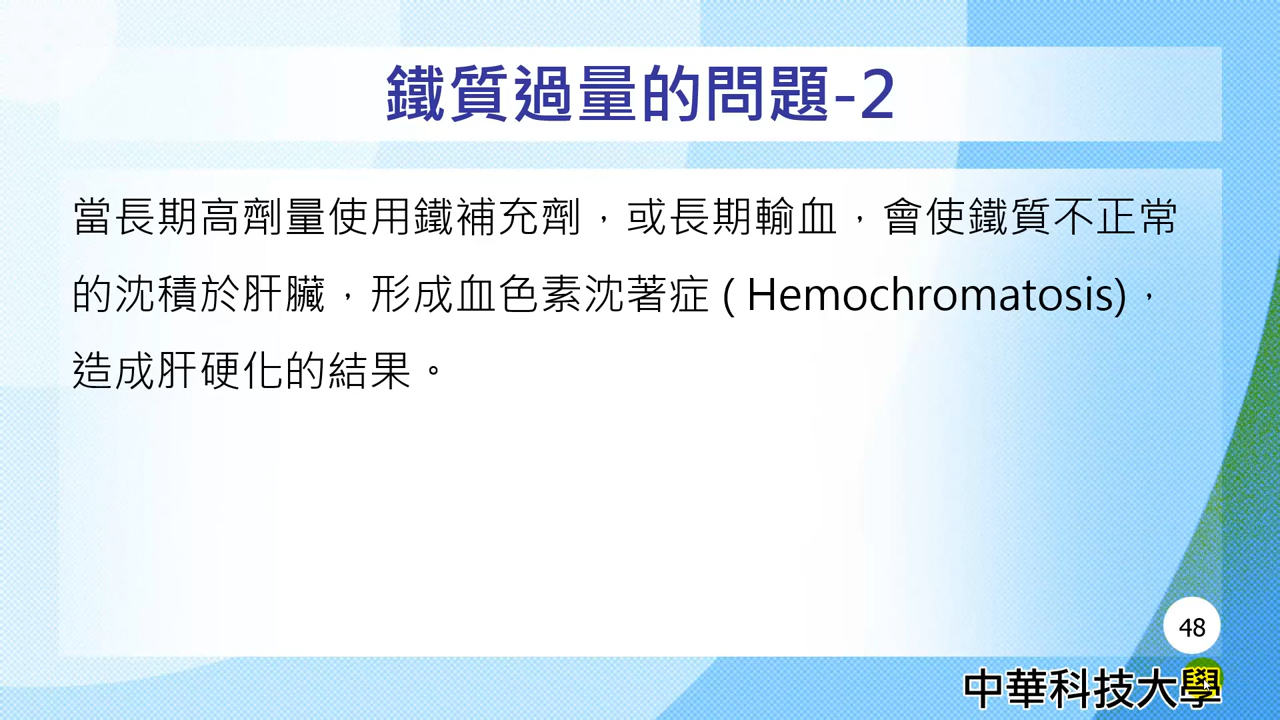 鐵質過量的問題-2
當長期高劑量使用鐵補充劑，或長期輸血，會使鐵質不正常
的沈積於肝臟，形成血色素沈著症 ( Hemochromatosis)，
造成肝硬化的結果。
48
中華科技大學